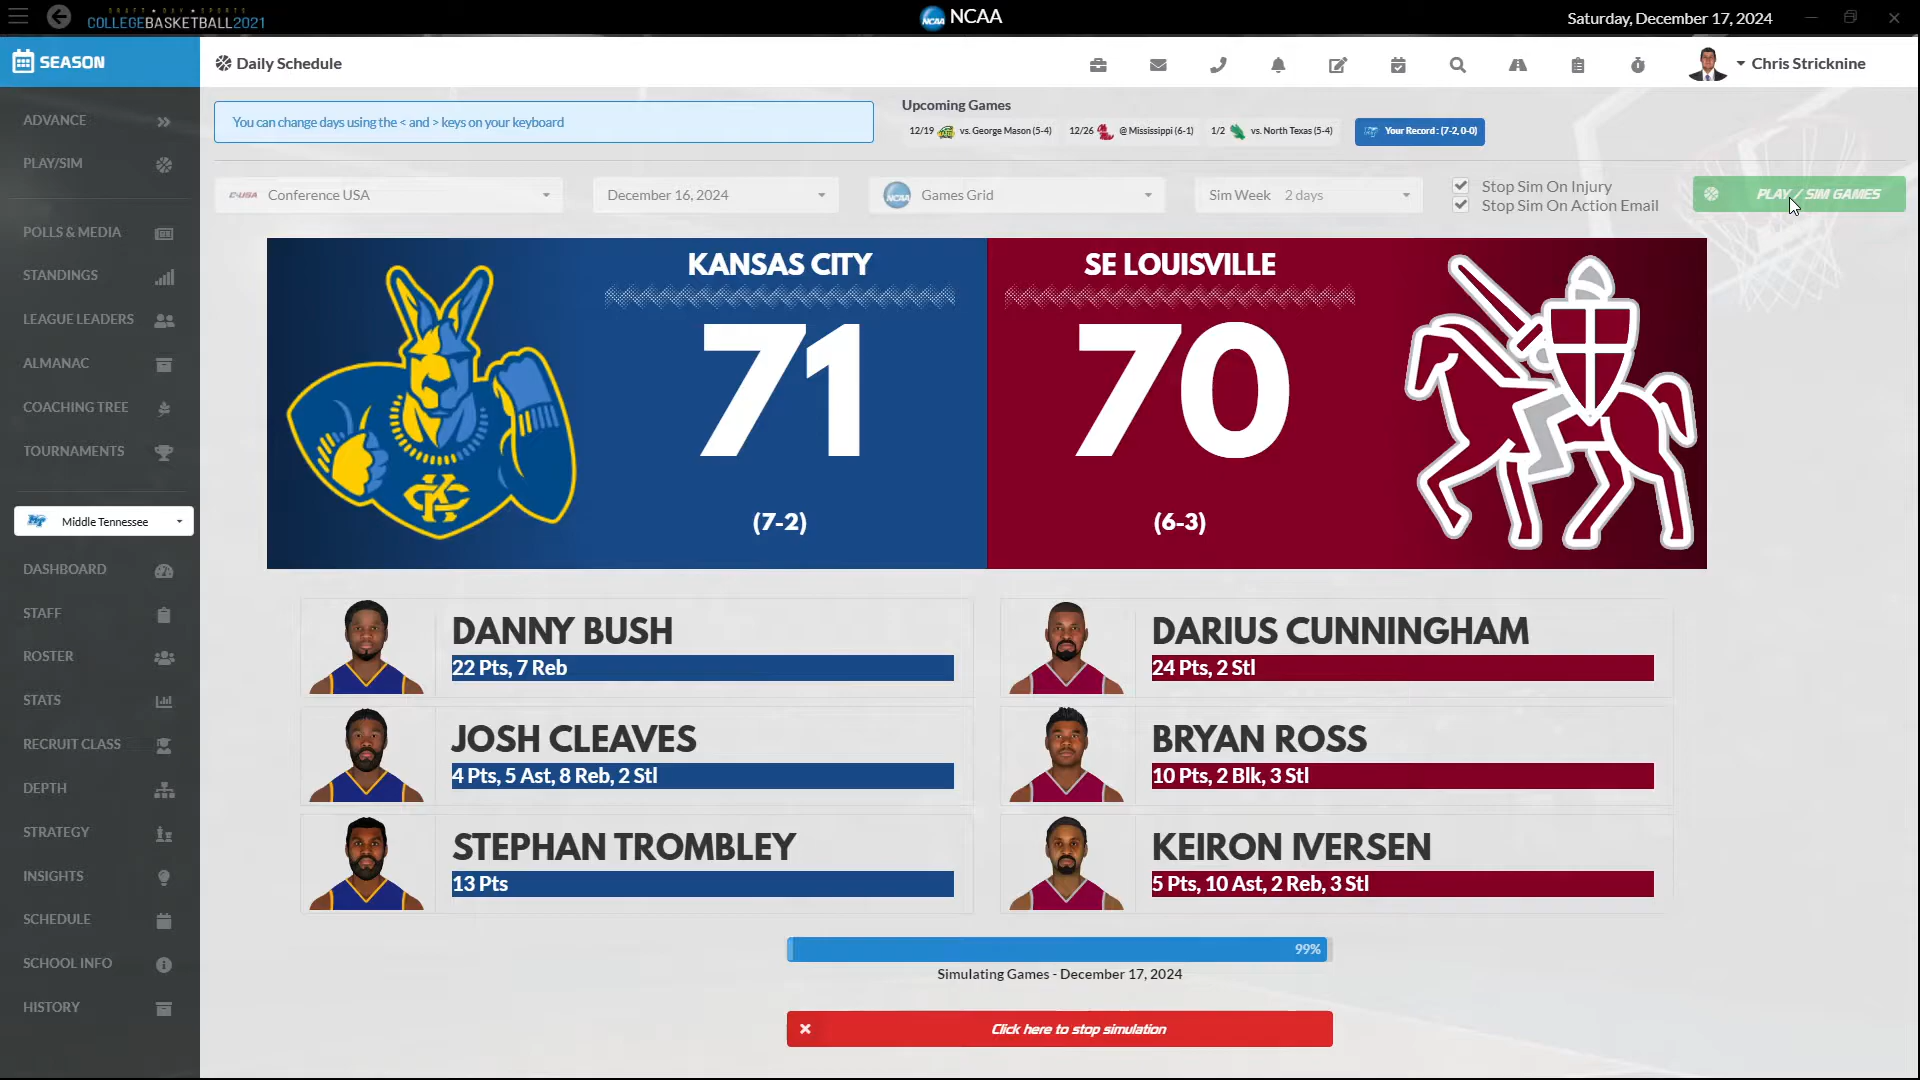 DRAFT • DAY • SPORTS
COLLEGEBASKETBALL2021
NCAA
Saturday, December 17, 2024
SEASON
Daily Schedule
Chris Stricknine
ADVANCE
PLAY/SIM
POLLS & MEDIA
STANDINGS
LEAGUE LEADERS
ALMANAC
COACHING TREE
TOURNAMENTS
Middle Tennessee
DASHBOARD
STAFF
ROSTER
STATS
RECRUIT CLASS
DEPTH
STRATEGY
INSIGHTS
SCHEDULE
SCHOOL INFO
HISTORY
You can change days using the < and > keys on your keyboard
Upcoming Games
12/19 vs. George Mason (5-4) 12/26 @ Mississippi (6-1) 1/2 vs. North Texas (5-4) Your Record : (7-2, 0-0)
Conference USA
December 16, 2024
Games Grid
Sim Week 2 days
Stop Sim On Injury
Stop Sim On Action Email
PLAY / SIM GAMES
KANSAS CITY
71
(7-2)
SE LOUISVILLE
70
(6-3)
DANNY BUSH
22 Pts, 7 Reb
JOSH CLEAVES
4 Pts, 5 Ast, 8 Reb, 2 Stl
STEPHAN TROMBLEY
13 Pts
DARIUS CUNNINGHAM
24 Pts, 2 Stl
BRYAN ROSS
10 Pts, 2 Blk, 3 Stl
KEIRON IVERSEN
5 Pts, 10 Ast, 2 Reb, 3 Stl
99%
Simulating Games - December 17, 2024
Click here to stop simulation